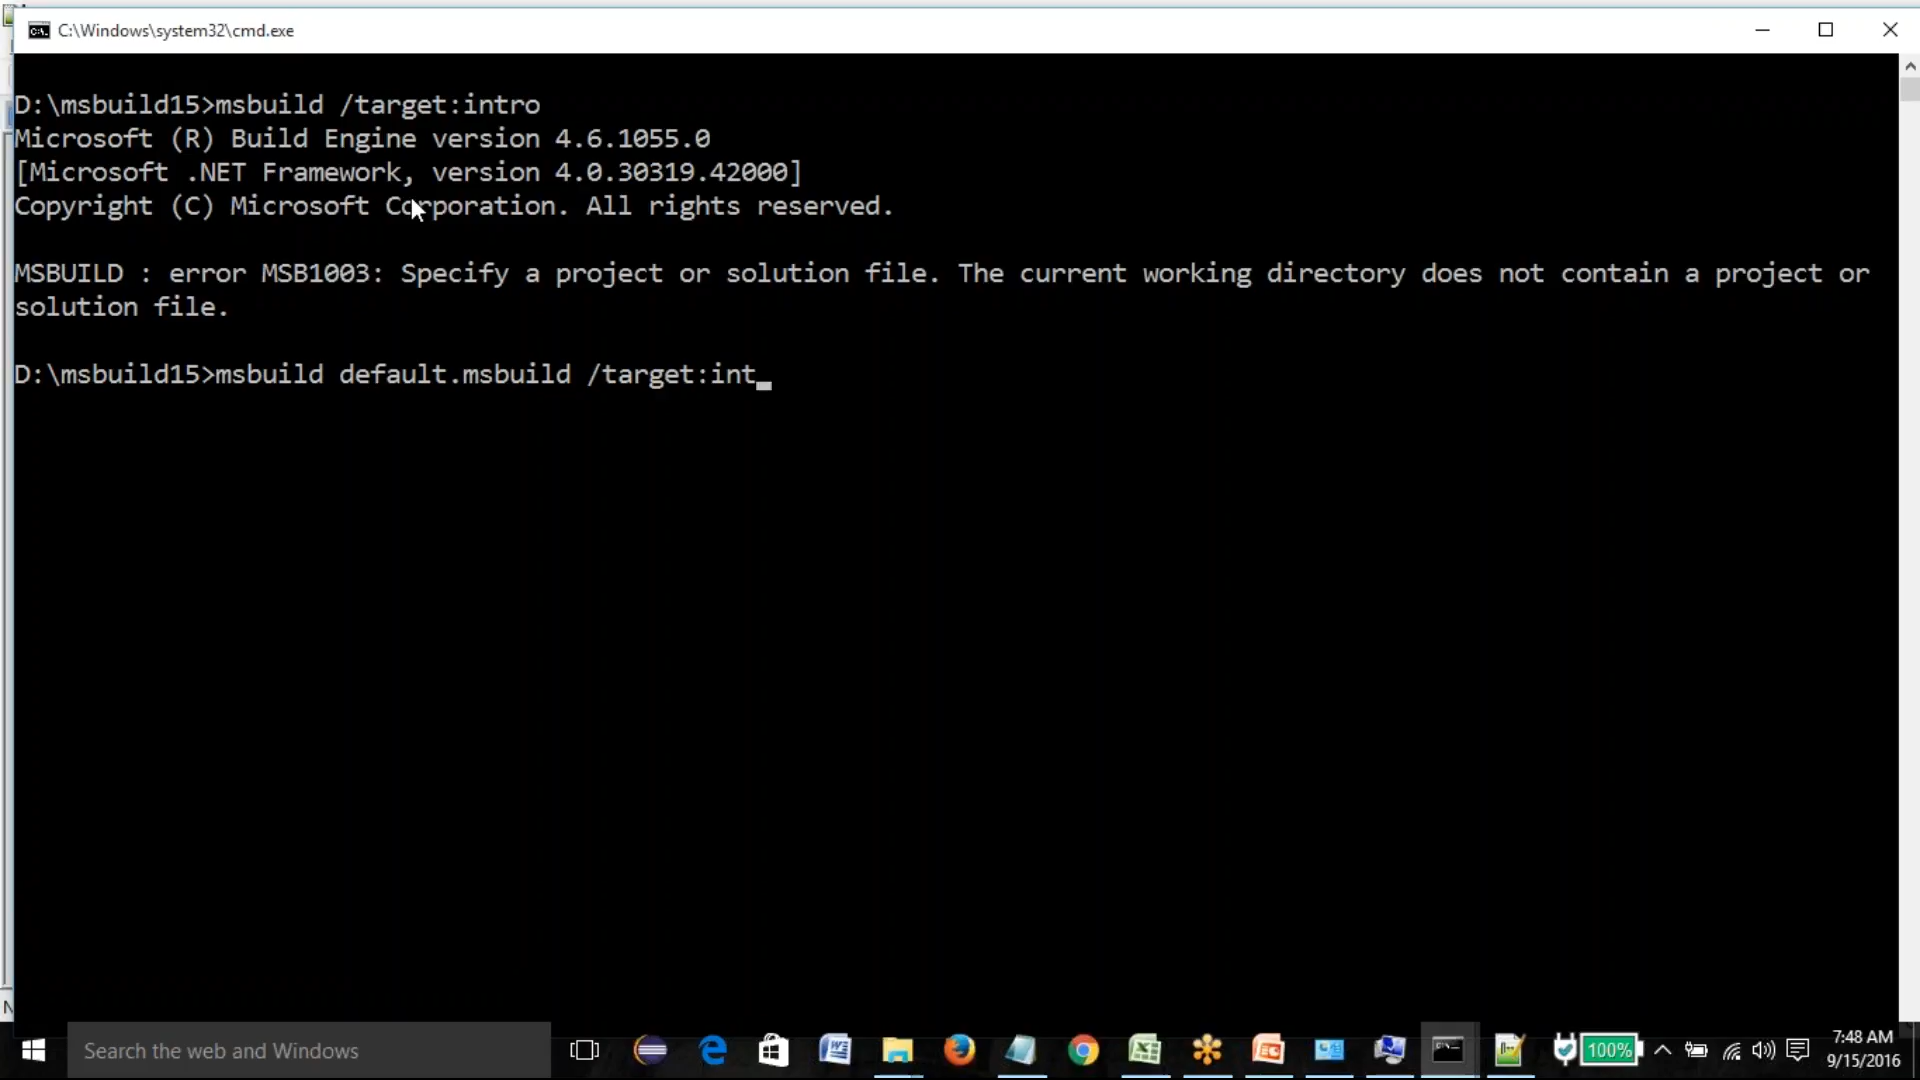 C:\Windows\system32\cmd.exe
D:\msbuild15>msbuild /target:intro
Microsoft (R) Build Engine version 4.6.1055.0
[Microsoft .NET Framework, version 4.0.30319.42000]
Copyright (C) Microsoft Corporation. All rights reserved.
MSBUILD : error MSB1003: Specify a project or solution file. The current working directory does not contain a project or
solution file.
D:\msbuild15>msbuild default.msbuild /target:int_
Search the web and Windows
100%
7:48 AM
9/15/2016